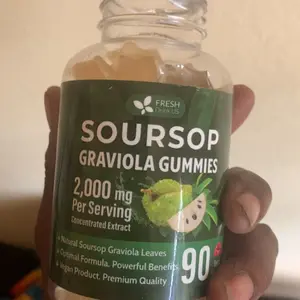 FRESH
SOURSOP
GRAVIOLA GUMMIES
2,000 mg
Per Serving
Concentrated Extract
Natural Soursop Graviola Leaves
Optimal Formula. Powerful Benefits
Vegan Product. Premium Quality
90